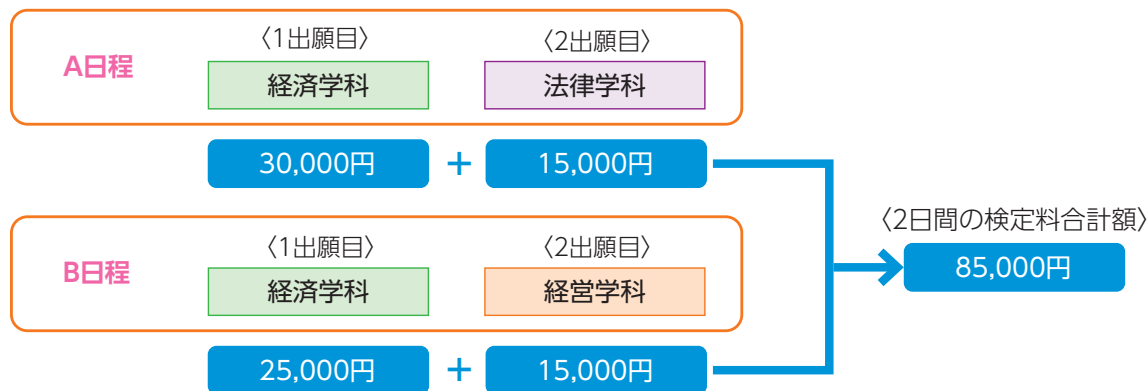 〈1出願目〉 〈2出願目〉
A日程 経済学科 法律学科
30,000円 + 15,000円
〈2日間の検定料合計額〉
〈1出願目〉 〈2出願目〉
85,000円
B日程 経済学科 経営学科
25,000円 + 15,000円